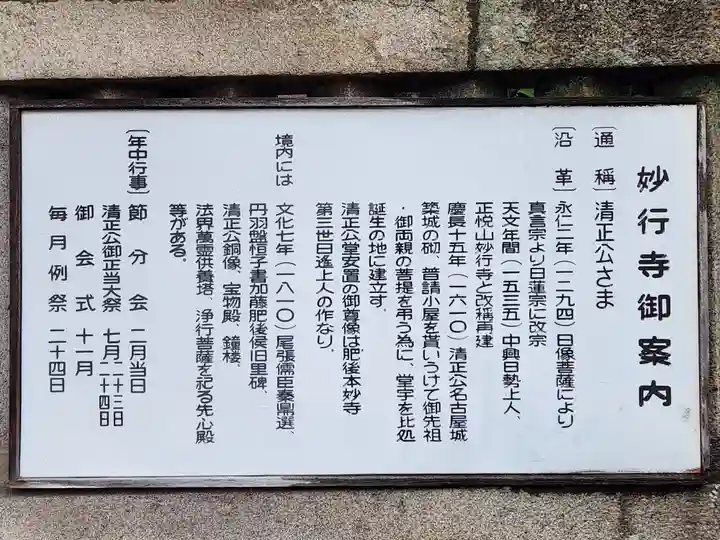 妙行寺御案内
〔通稱〕清正公さま
〔沿革〕永仁二年（一二九四）日像菩薩により
真言宗より日蓮宗に改宗
天文年間（一五三五）中興日勢上人、
正悦山妙行寺と改稱再建
慶長十五年（一六一〇）清正公名古屋城
築城の砌、普請小屋を貰いうけて御先祖
・御両親の菩提を弔う為に、堂宇を此処
誕生の地に建立す。
清正公堂安置の御尊像は肥後本妙寺
第三世日遙上人の作なり。
境内には 文化七年（一八一〇）尾張儒臣秦鼎選、
丹羽盤恒子書加藤肥後侯旧里碑、
清正公銅像、宝物殿、鐘楼、
法界萬霊供養塔、浄行菩薩を祀る先心殿
等がある。
〔年中行事〕節分会 二月当日
清正公御正当大祭 七月二十三日
二十四日
御会式 十一月
毎月例祭 二十四日